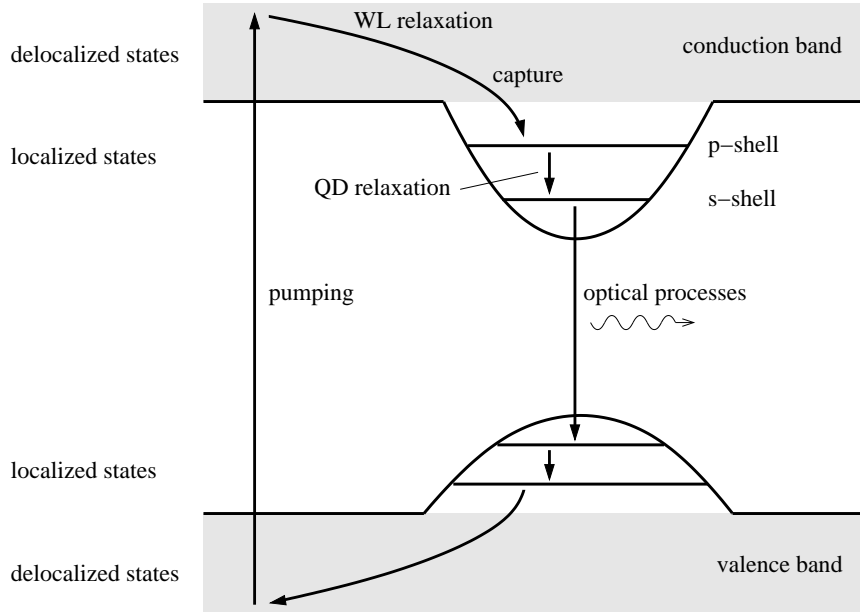 WL relaxation
delocalized states
conduction band
capture
localized states
p−shell
QD relaxation
s−shell
pumping
optical processes
localized states
delocalized states
valence band